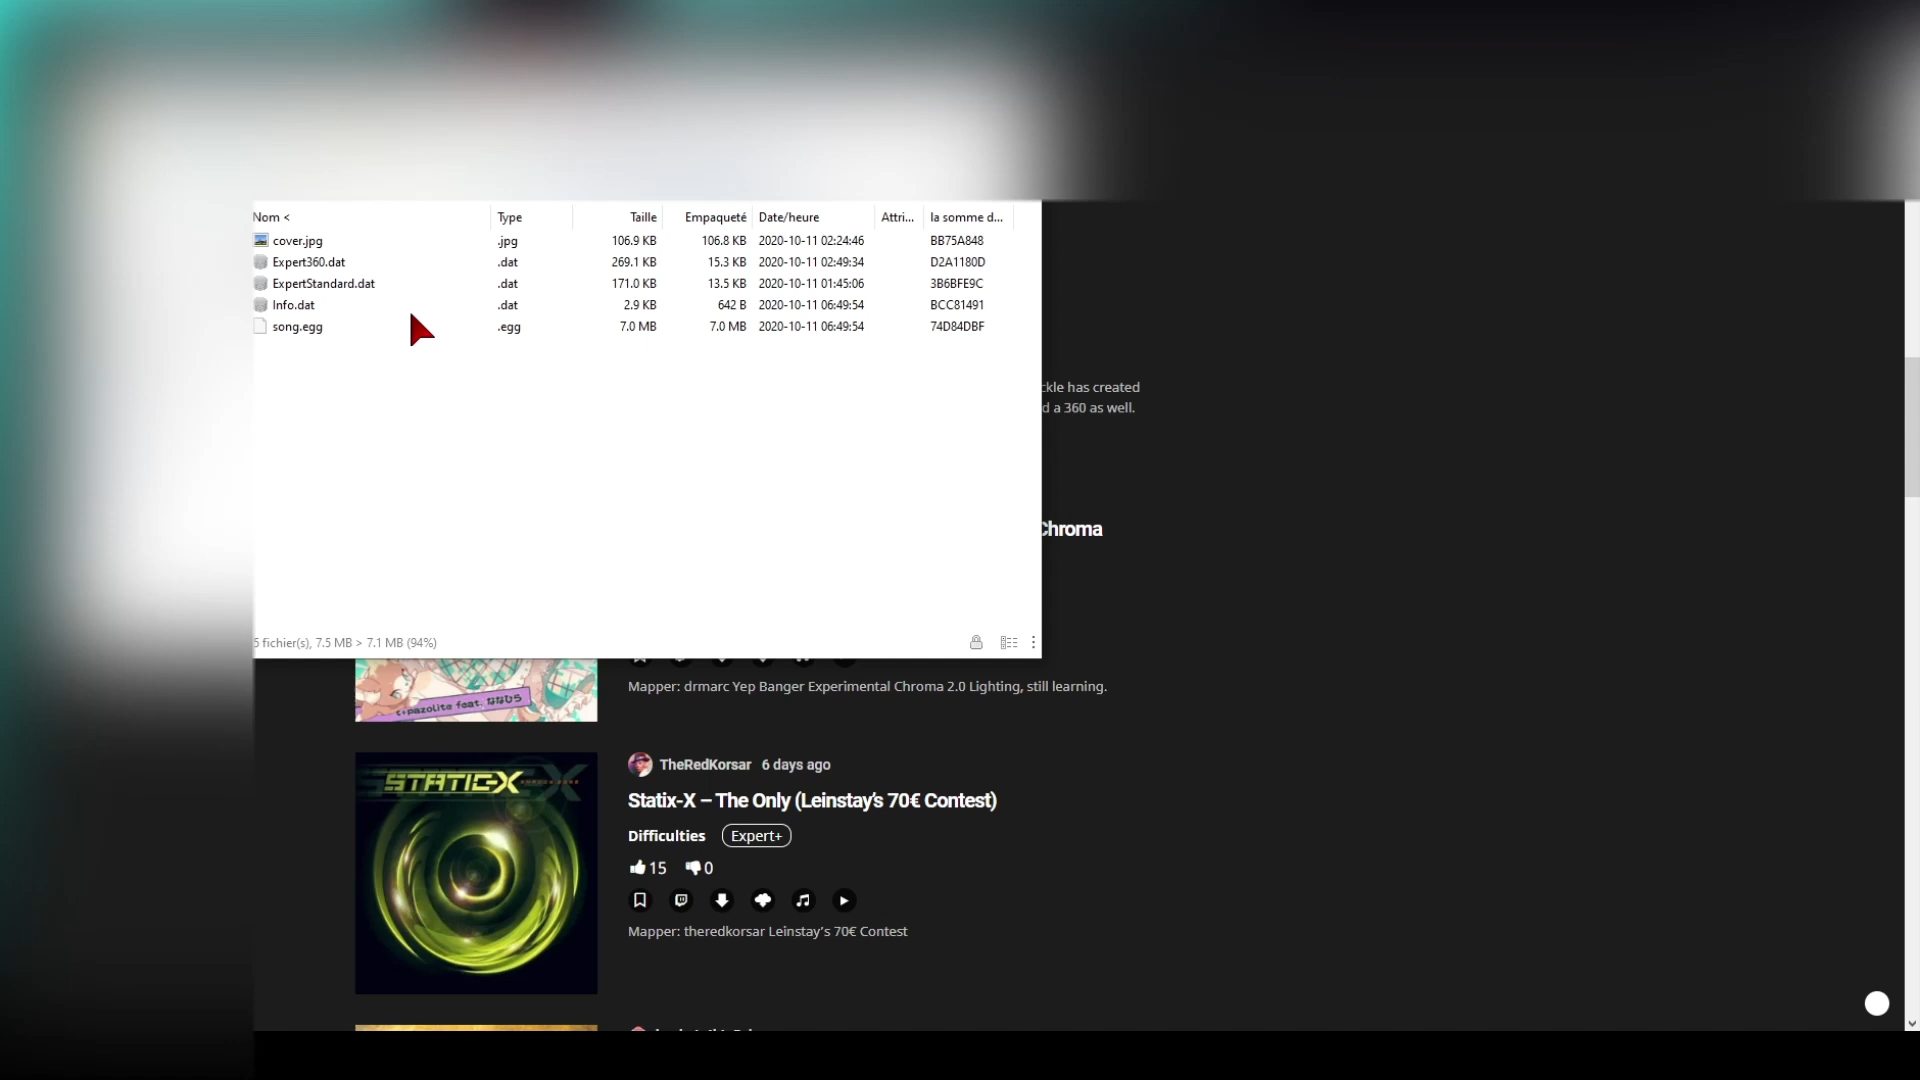 Nom < Type Taille Empaqueté Date/heure Attri... la somme d...
cover.jpg .jpg 106.9 KB 106.8 KB 2020-10-11 02:24:46 BB75A848
Expert360.dat .dat 269.1 KB 15.3 KB 2020-10-11 02:49:34 D2A1180D
ExpertStandard.dat .dat 171.0 KB 13.5 KB 2020-10-11 01:45:06 3B6BFE9C
Info.dat .dat 2.9 KB 642 B 2020-10-11 06:49:54 BCC81491
song.egg .egg 7.0 MB 7.0 MB 2020-10-11 06:49:54 74D84DBF
ckle has created
d a 360 as well.
Chroma
5 fichier(s), 7.5 MB > 7.1 MB (94%)
t+pazolite feat. ななひら
Mapper: drmarc Yep Banger Experimental Chroma 2.0 Lighting, still learning.
STATIC-X
TheRedKorsar 6 days ago
Statix-X – The Only (Leinstay's 70€ Contest)
Difficulties Expert+
15 0
Mapper: theredkorsar Leinstay's 70€ Contest